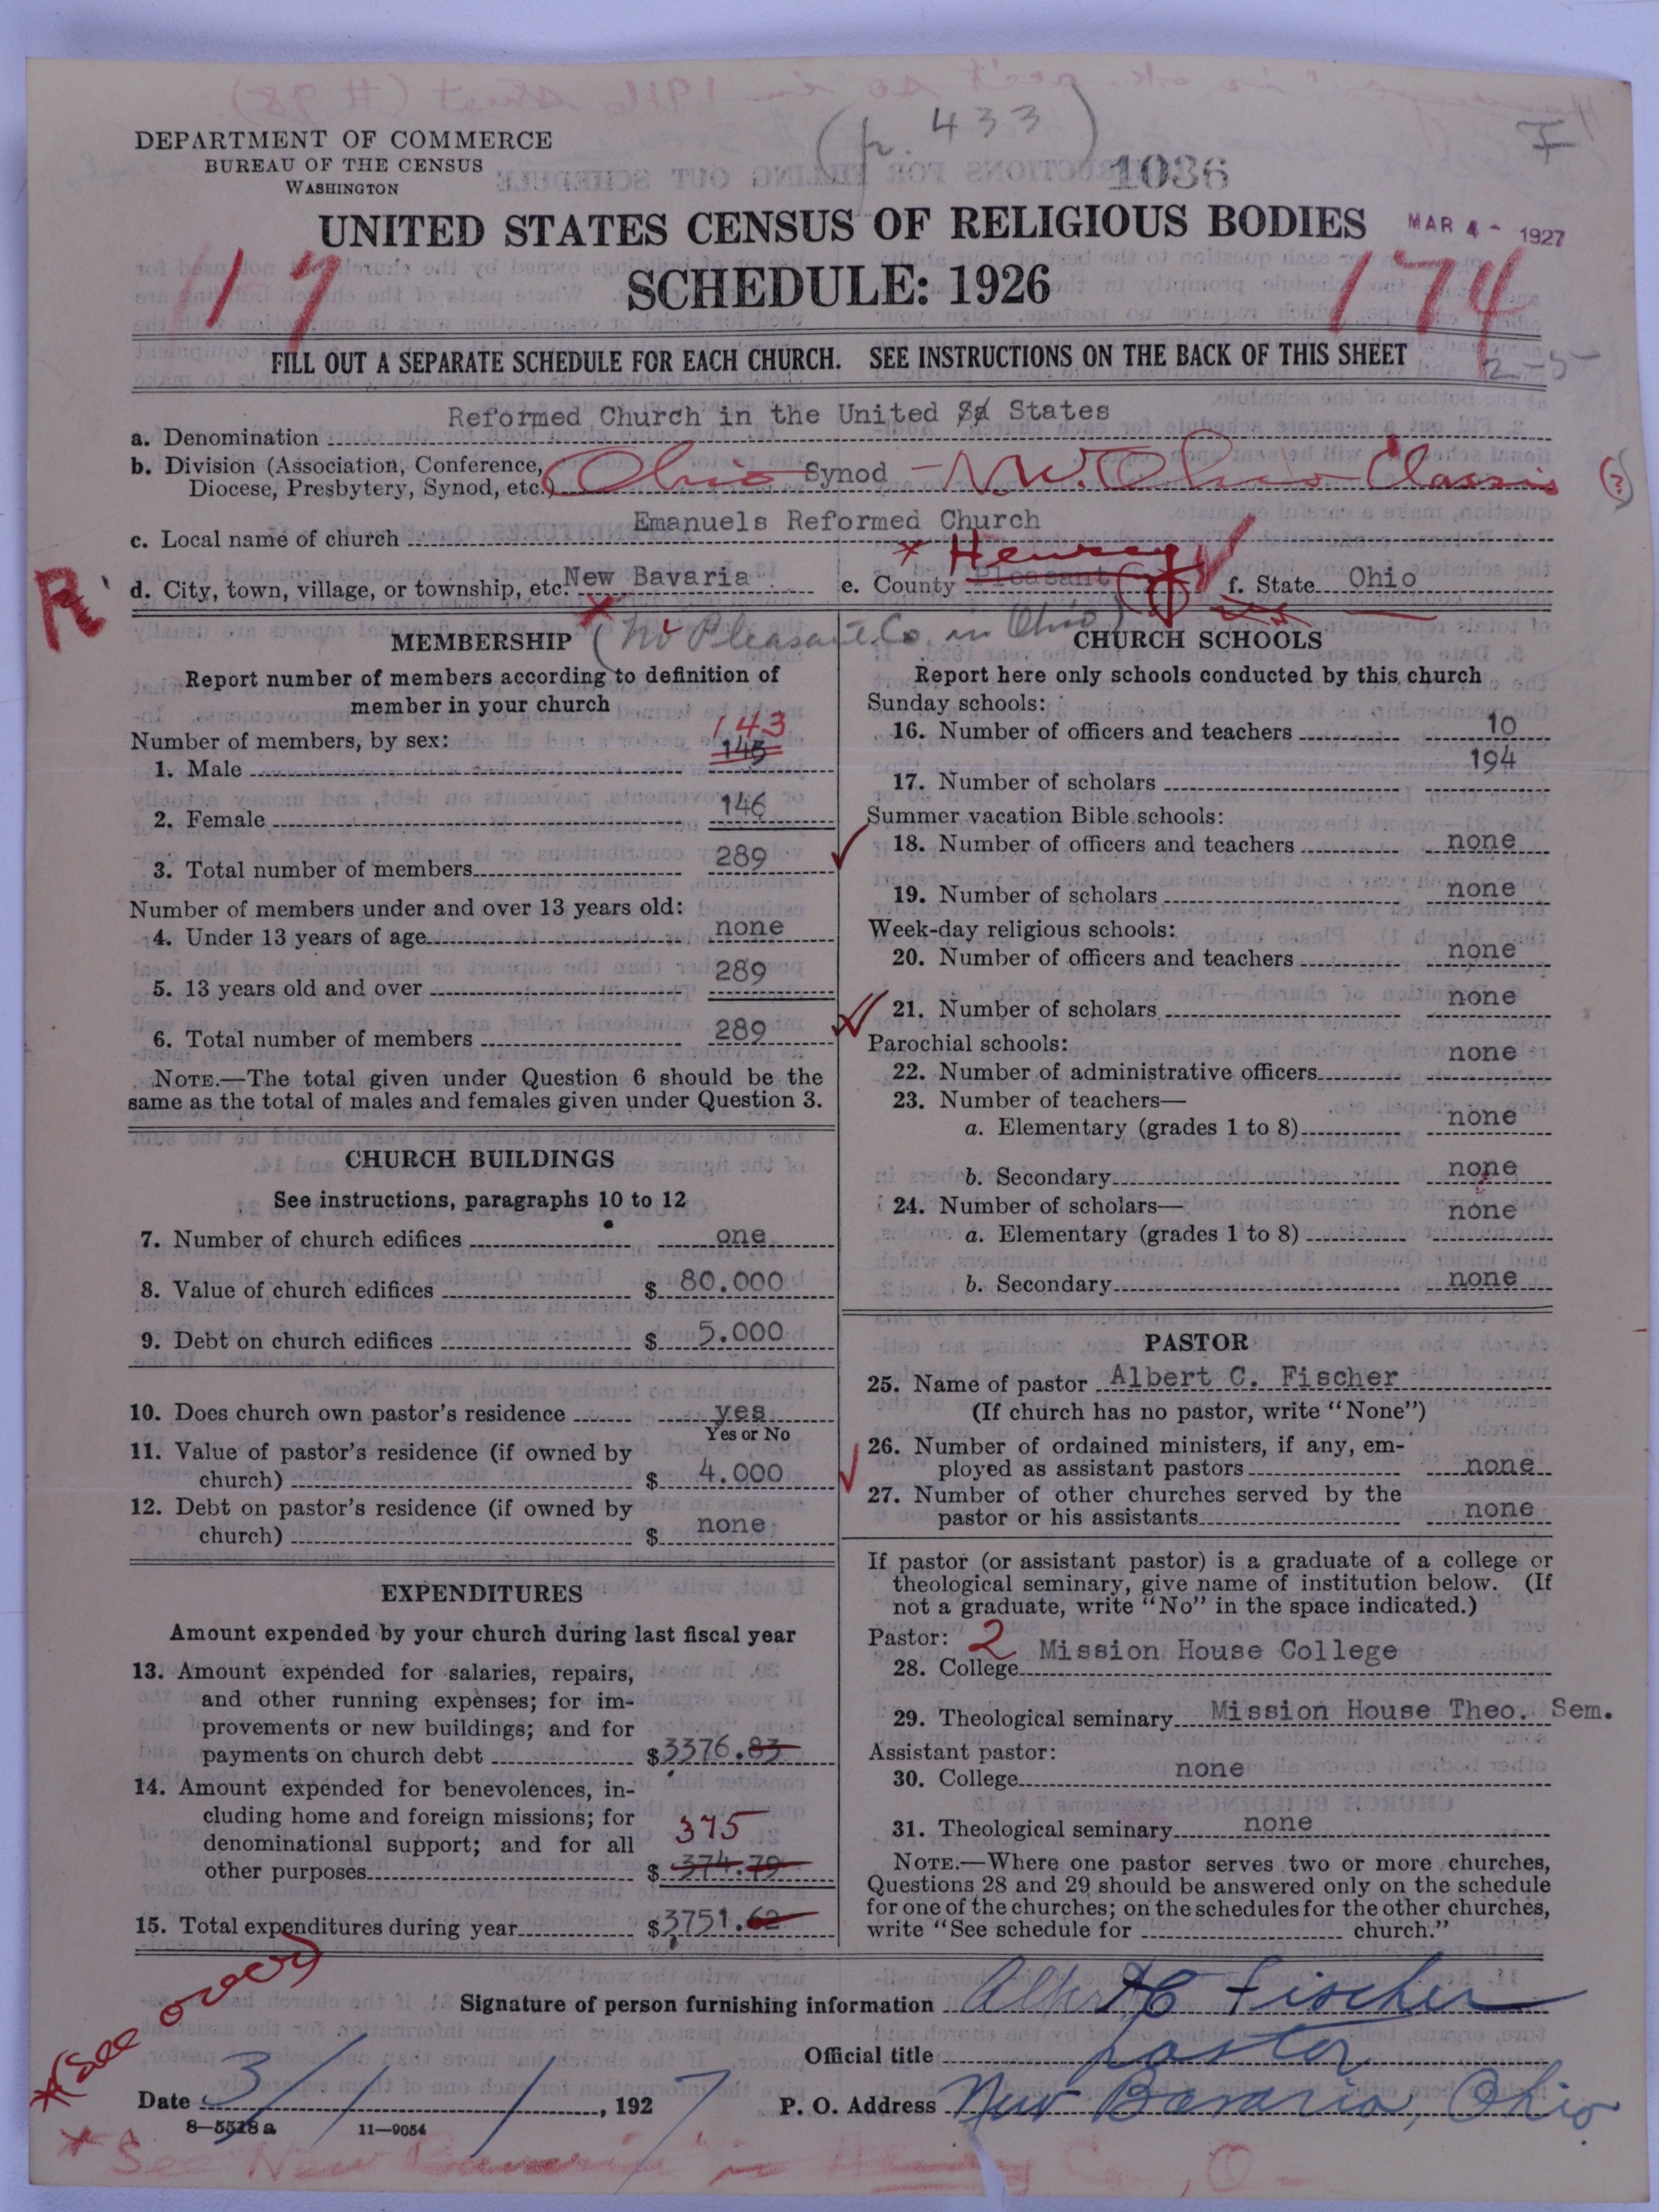 (p. 433)
F
DEPARTMENT OF COMMERCE
BUREAU OF THE CENSUS
WASHINGTON
1036
UNITED STATES CENSUS OF RELIGIOUS BODIES
MAR 4 - 1927
SCHEDULE: 1926
17
174
FILL OUT A SEPARATE SCHEDULE FOR EACH CHURCH. SEE INSTRUCTIONS ON THE BACK OF THIS SHEET
2-5
a. Denomination Reformed Church in the United States
b. Division (Association, Conference,
Diocese, Presbytery, Synod, etc.) Ohio Synod - N.W. Ohio Classis
c. Local name of church Emanuels Reformed Church
R
d. City, town, village, or township, etc. New Bavaria e. County Pleasant * Henry f. State Ohio
(no Pleasant Co. in Ohio)
MEMBERSHIP
Report number of members according to definition of
member in your church
Number of members, by sex:
143
1. Male
2. Female 146
3. Total number of members 289
Number of members under and over 13 years old:
4. Under 13 years of age none
5. 13 years old and over 289
6. Total number of members 289
NOTE.—The total given under Question 6 should be the
same as the total of males and females given under Question 3.
CHURCH BUILDINGS
See instructions, paragraphs 10 to 12
7. Number of church edifices one
8. Value of church edifices $ 80.000
9. Debt on church edifices $ 5.000
10. Does church own pastor's residence yes
Yes or No
11. Value of pastor's residence (if owned by
church) $ 4.000
12. Debt on pastor's residence (if owned by
church) $ none
EXPENDITURES
Amount expended by your church during last fiscal year
13. Amount expended for salaries, repairs,
and other running expenses; for im-
provements or new buildings; and for
payments on church debt $3376.83
14. Amount expended for benevolences, in-
cluding home and foreign missions; for
denominational support; and for all
375
other purposes $ 374.79
15. Total expenditures during year $3751.62
CHURCH SCHOOLS
Report here only schools conducted by this church
Sunday schools:
16. Number of officers and teachers 10
17. Number of scholars 194
Summer vacation Bible schools:
18. Number of officers and teachers none
19. Number of scholars none
Week-day religious schools:
20. Number of officers and teachers none
21. Number of scholars none
Parochial schools:
22. Number of administrative officers none
23. Number of teachers—
a. Elementary (grades 1 to 8) none
b. Secondary none
24. Number of scholars—
a. Elementary (grades 1 to 8) none
b. Secondary none
PASTOR
25. Name of pastor Albert C. Fischer
(If church has no pastor, write "None")
26. Number of ordained ministers, if any, em-
ployed as assistant pastors none
27. Number of other churches served by the
pastor or his assistants none
If pastor (or assistant pastor) is a graduate of a college or
theological seminary, give name of institution below. (If
not a graduate, write "No" in the space indicated.)
Pastor: 2
28. College Mission House College
29. Theological seminary Mission House Theo. Sem.
Assistant pastor:
30. College none
31. Theological seminary none
NOTE.—Where one pastor serves two or more churches,
Questions 28 and 29 should be answered only on the schedule
for one of the churches; on the schedules for the other churches,
write "See schedule for church."
*(See over)
Signature of person furnishing information Albert C Fischer
Official title pastor
Date 3/1/, 1927 P. O. Address New Bavaria, Ohio
8—5518a 11—9054
* See New Bavaria in Henry Co., O.